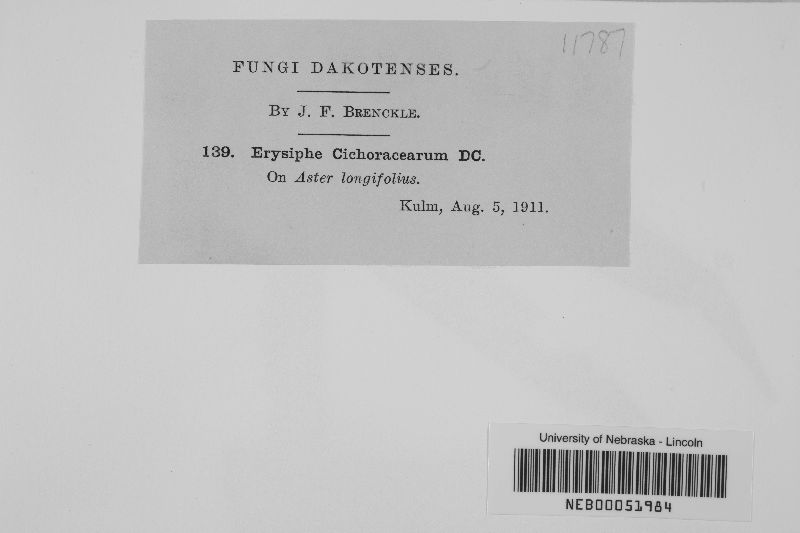 11787
FUNGI DAKOTENSES.
BY J. F. BRENCKLE.
139. Erysiphe Cichoracearum DC.
On Aster longifolius.
Kulm, Aug. 5, 1911.
University of Nebraska - Lincoln
NEB00051984